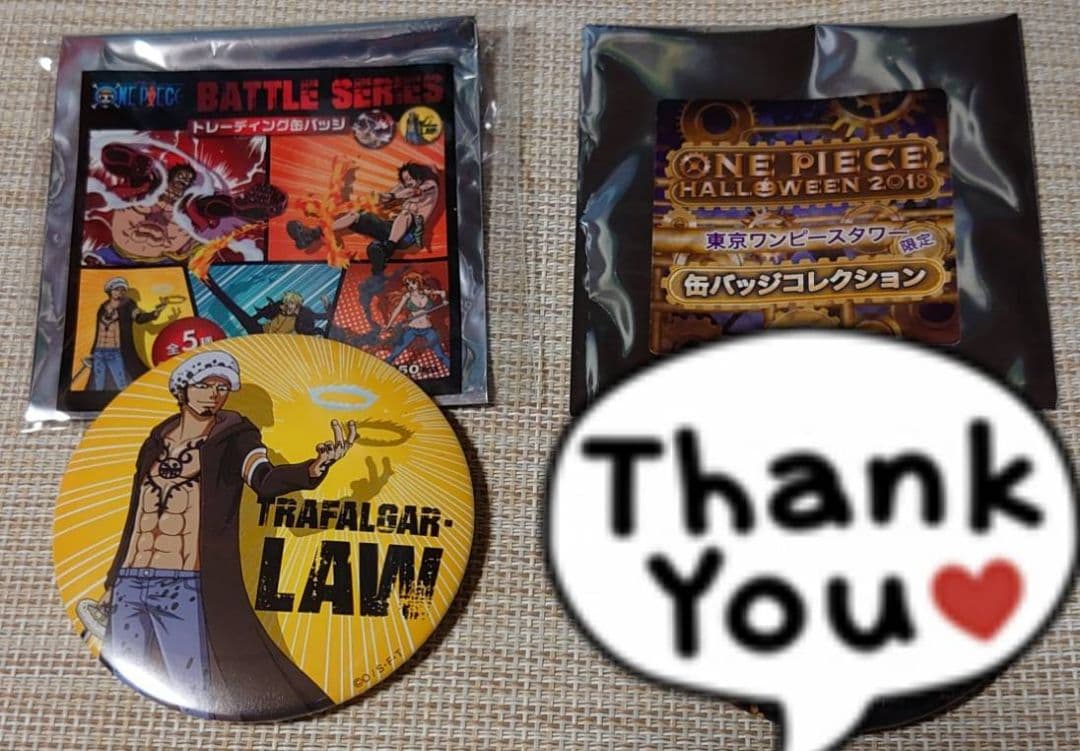 ONE PIECE BATTLE SERIES
トレーディング缶バッジ
全5種
TRAFALGAR·
LAW
ONE PIECE
HALLOWEEN 2018
東京ワンピースタワー
限定
缶バッジコレクション
Thank
You